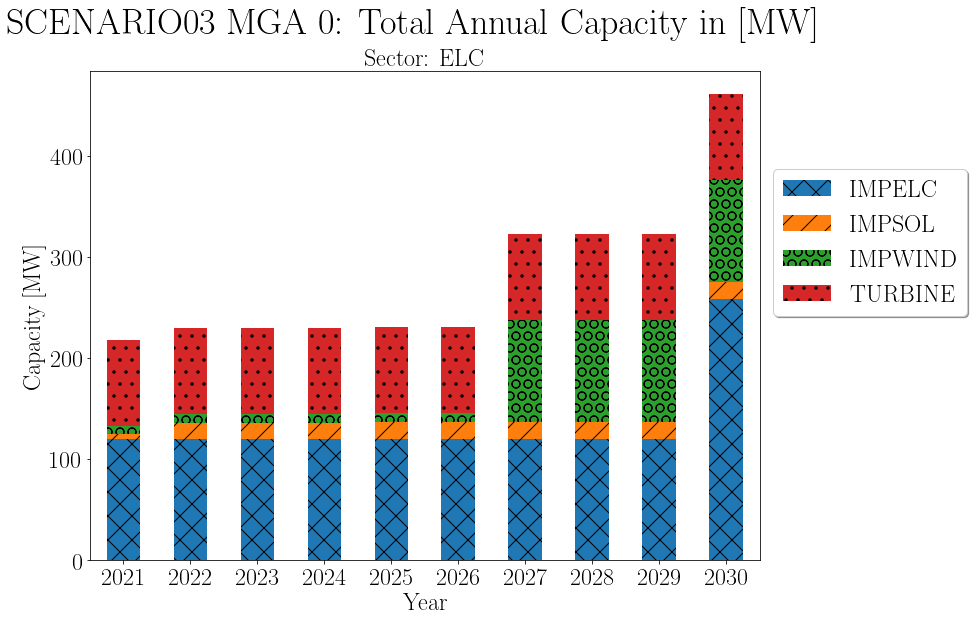 SCENARIO03 MGA 0: Total Annual Capacity in [MW]
Sector: ELC
Capacity [MW]
400
300
200
100
0
2021 2022 2023 2024 2025 2026 2027 2028 2029 2030
Year
IMPELC
IMPSOL
IMPWIND
TURBINE